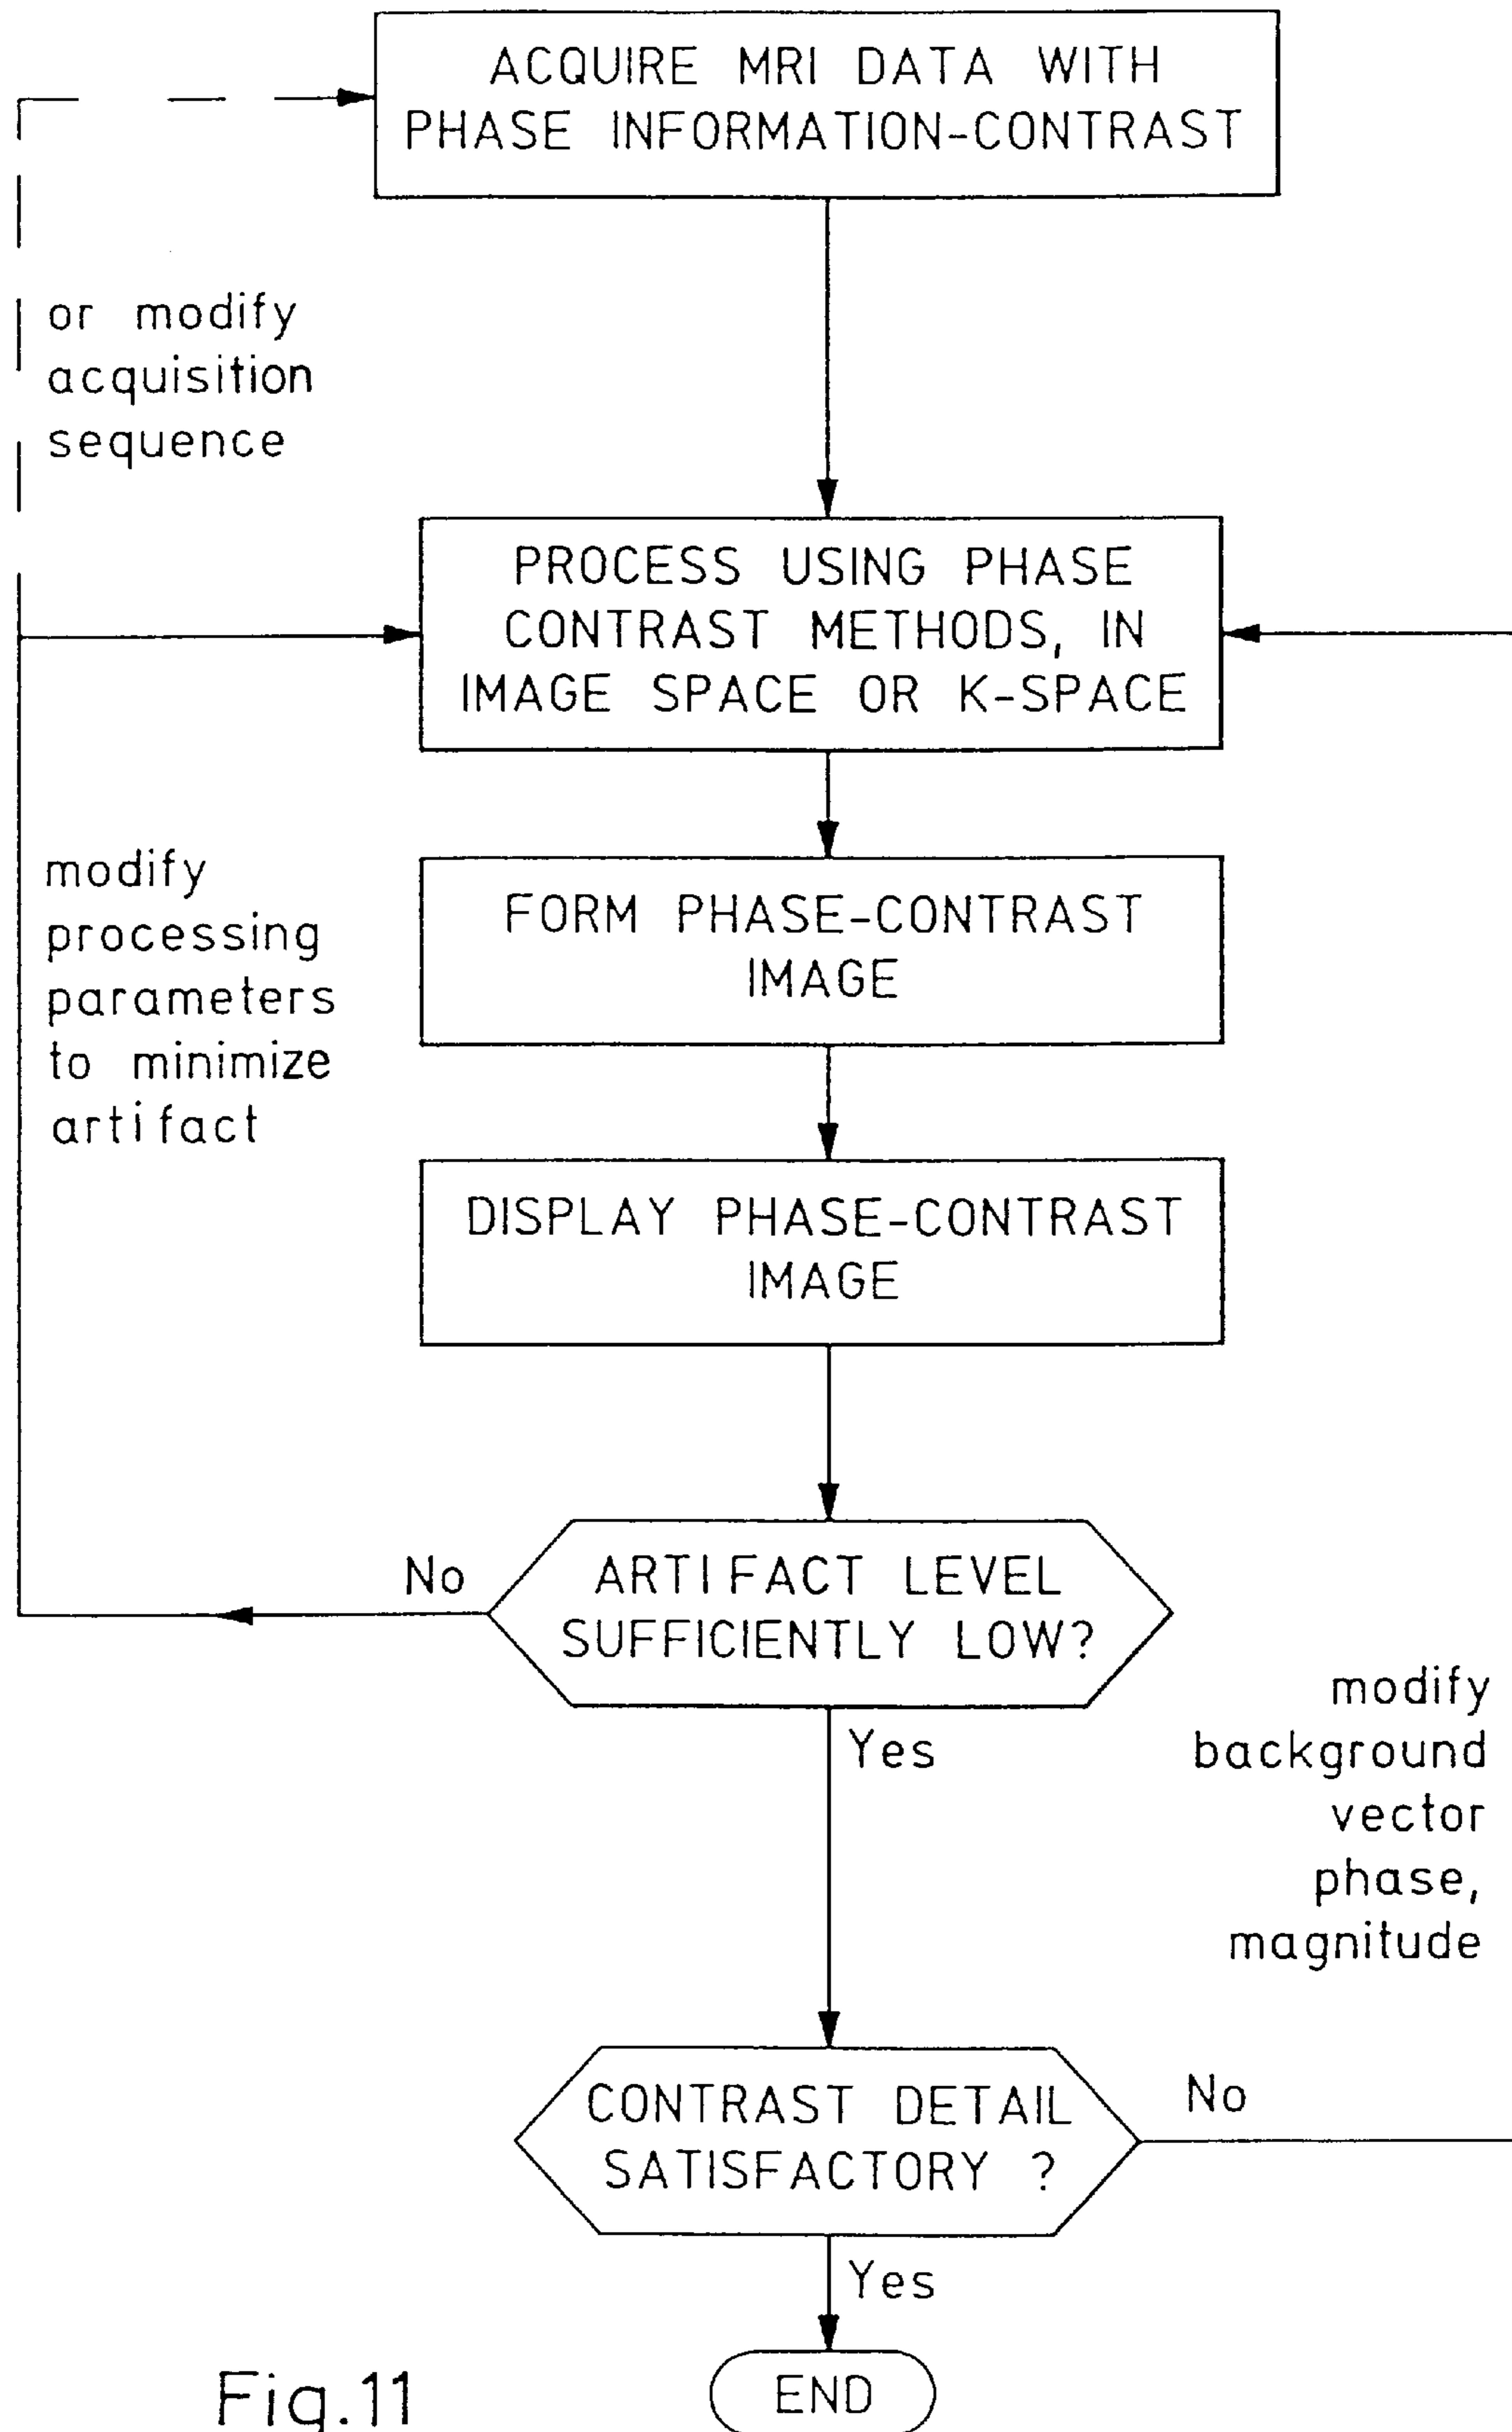 ACQUIRE MRI DATA WITH
PHASE INFORMATION-CONTRAST
or modify
acquisition
sequence
PROCESS USING PHASE
CONTRAST METHODS, IN
IMAGE SPACE OR K-SPACE
modify
processing
parameters
to minimize
artifact
FORM PHASE-CONTRAST
IMAGE
DISPLAY PHASE-CONTRAST
IMAGE
No
ARTIFACT LEVEL
SUFFICIENTLY LOW?
Yes
modify
background
vector
phase,
magnitude
CONTRAST DETAIL
SATISFACTORY ?
No
Yes
END
Fig.11